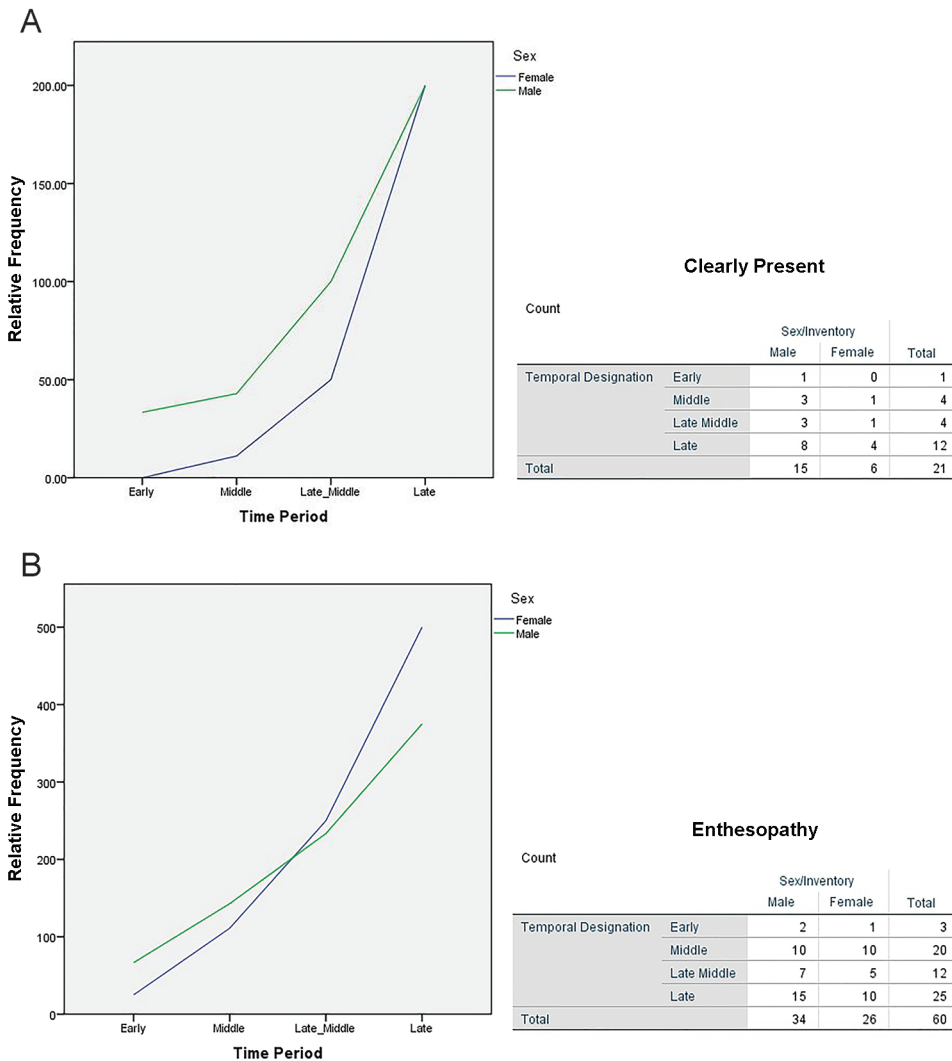 A
Sex
Female
Male
200.00
150.00
100.00
50.00
0.00
Relative Frequency
Early Middle Late_Middle Late
Time Period
Clearly Present
Count
Sex/Inventory
Male Female Total
Temporal Designation Early 1 0 1
Middle 3 1 4
Late Middle 3 1 4
Late 8 4 12
Total 15 6 21
B
Sex
Female
Male
500
400
300
200
100
0
Relative Frequency
Early Middle Late_Middle Late
Time Period
Enthesopathy
Count
Sex/Inventory
Male Female Total
Temporal Designation Early 2 1 3
Middle 10 10 20
Late Middle 7 5 12
Late 15 10 25
Total 34 26 60